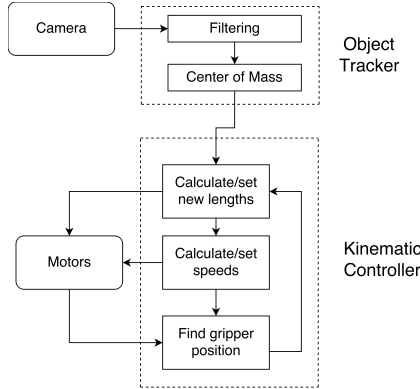 Camera
Filtering
Center of Mass
Object
Tracker
Calculate/set
new lengths
Motors
Calculate/set
speeds
Kinematic
Controller
Find gripper
position